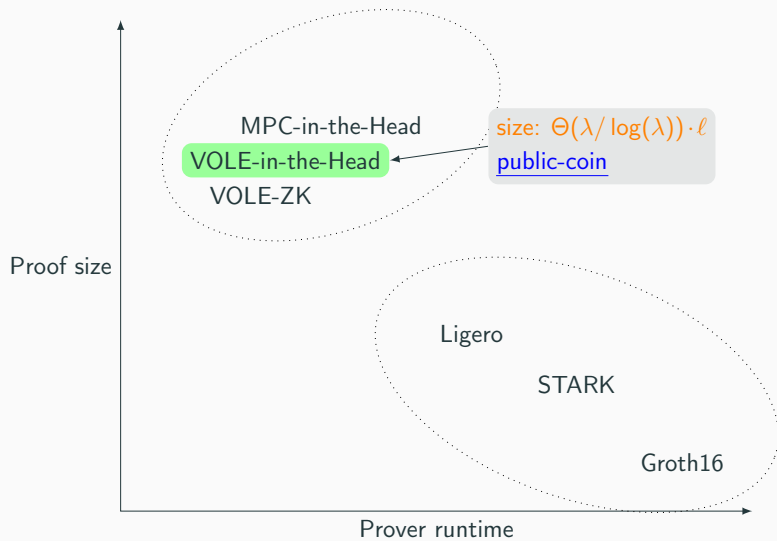 MPC-in-the-Head
VOLE-in-the-Head
VOLE-ZK
size: Θ(λ/ log(λ)) · ℓ
public-coin
Proof size
Ligero
STARK
Groth16
Prover runtime